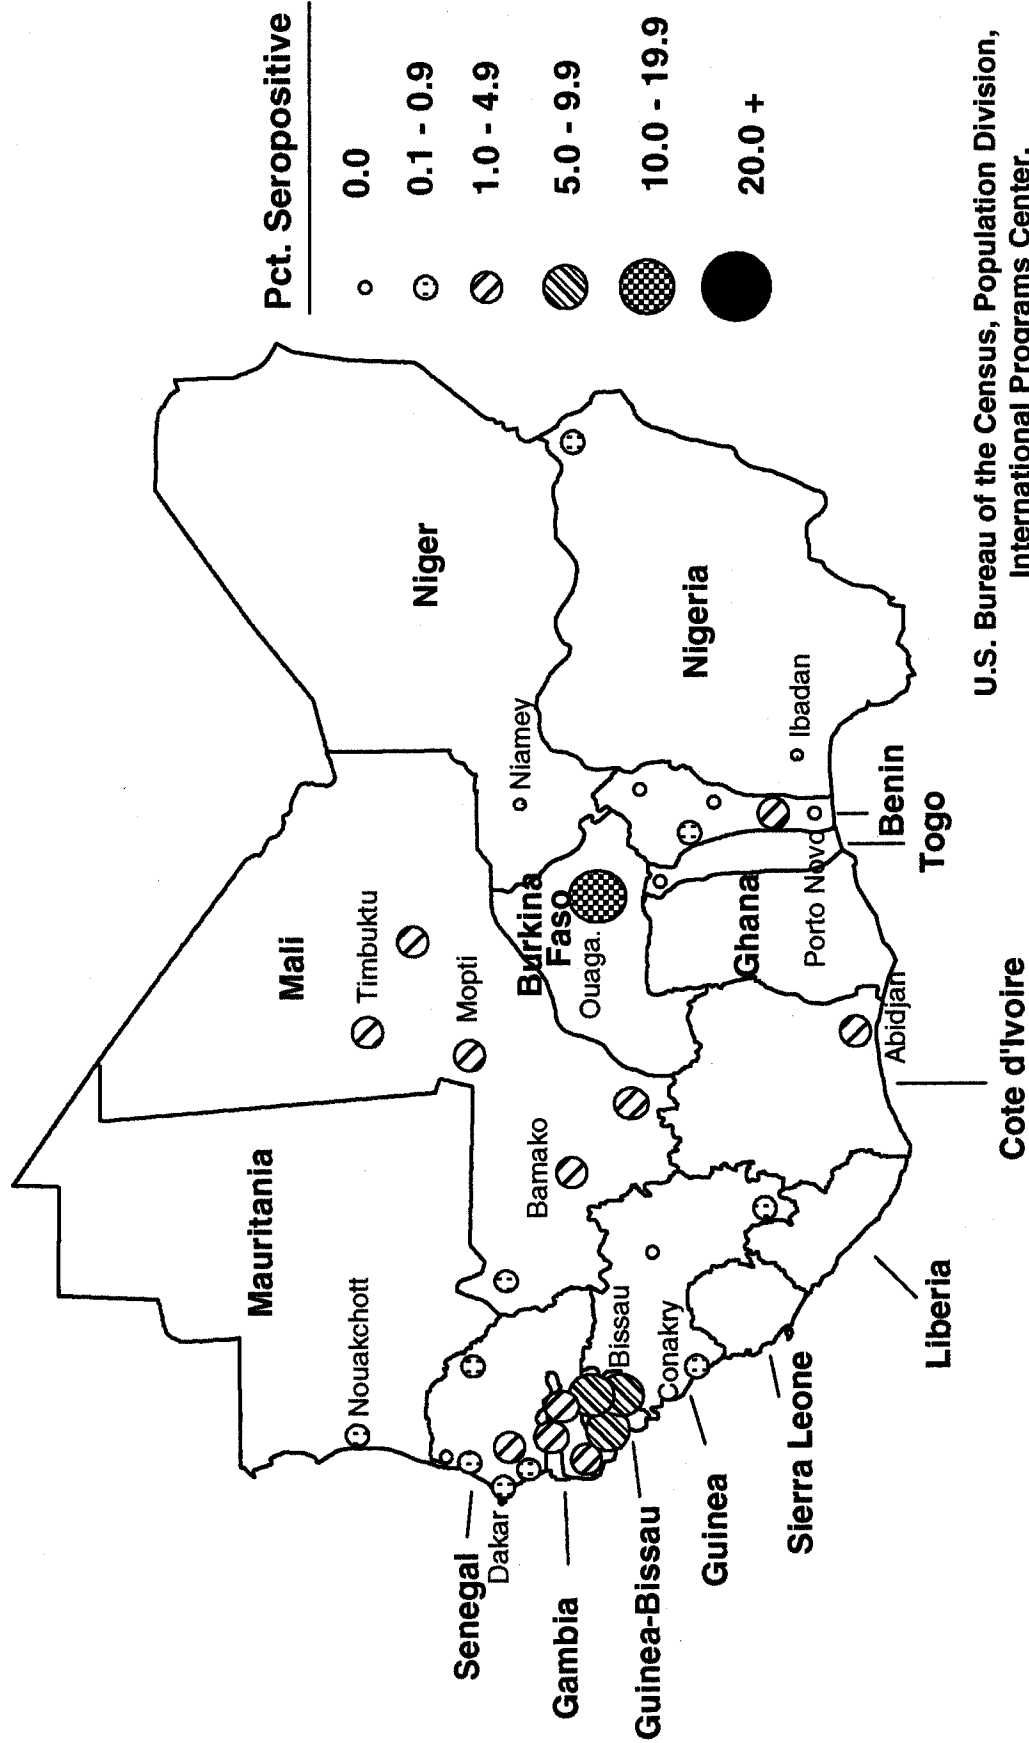 Pct. Seropositive
0.0
0.1 - 0.9
1.0 - 4.9
5.0 - 9.9
10.0 - 19.9
20.0 +
Mauritania
Nouakchott
Mali
Timbuktu
Mopti
Bamako
Niger
Niamey
Burkina
Faso
Ouaga.
Nigeria
Ibadan
Senegal
Dakar
Gambia
Guinea-Bissau
Bissau
Guinea
Conakry
Sierra Leone
Liberia
Cote d'Ivoire
Abidjan
Ghana
Porto Novo
Togo
Benin
U.S. Bureau of the Census, Population Division,
International Programs Center.